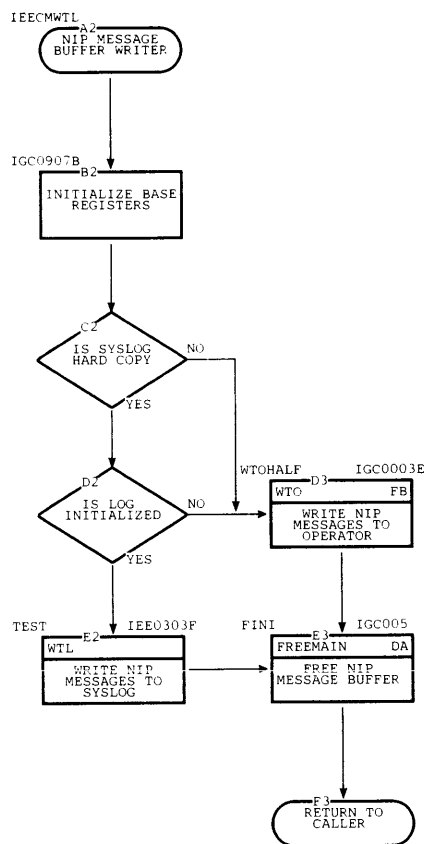 IEECMWTL
A2
NIP MESSAGE
BUFFER WRITER
IGC0907B
B2
INITIALIZE BASE
REGISTERS
C2
IS SYSLOG
HARD COPY
NO
YES
D2
IS LOG
INITIALIZED
NO
YES
WTOHALF IGC0003E
D3
WTO FB
WRITE NIP
MESSAGES TO
OPERATOR
TEST IEE0303F
E2
WTL
WRITE NIP
MESSAGES TO
SYSLOG
FINI IGC005
E3
FREEMAIN DA
FREE NIP
MESSAGE BUFFER
F3
RETURN TO
CALLER